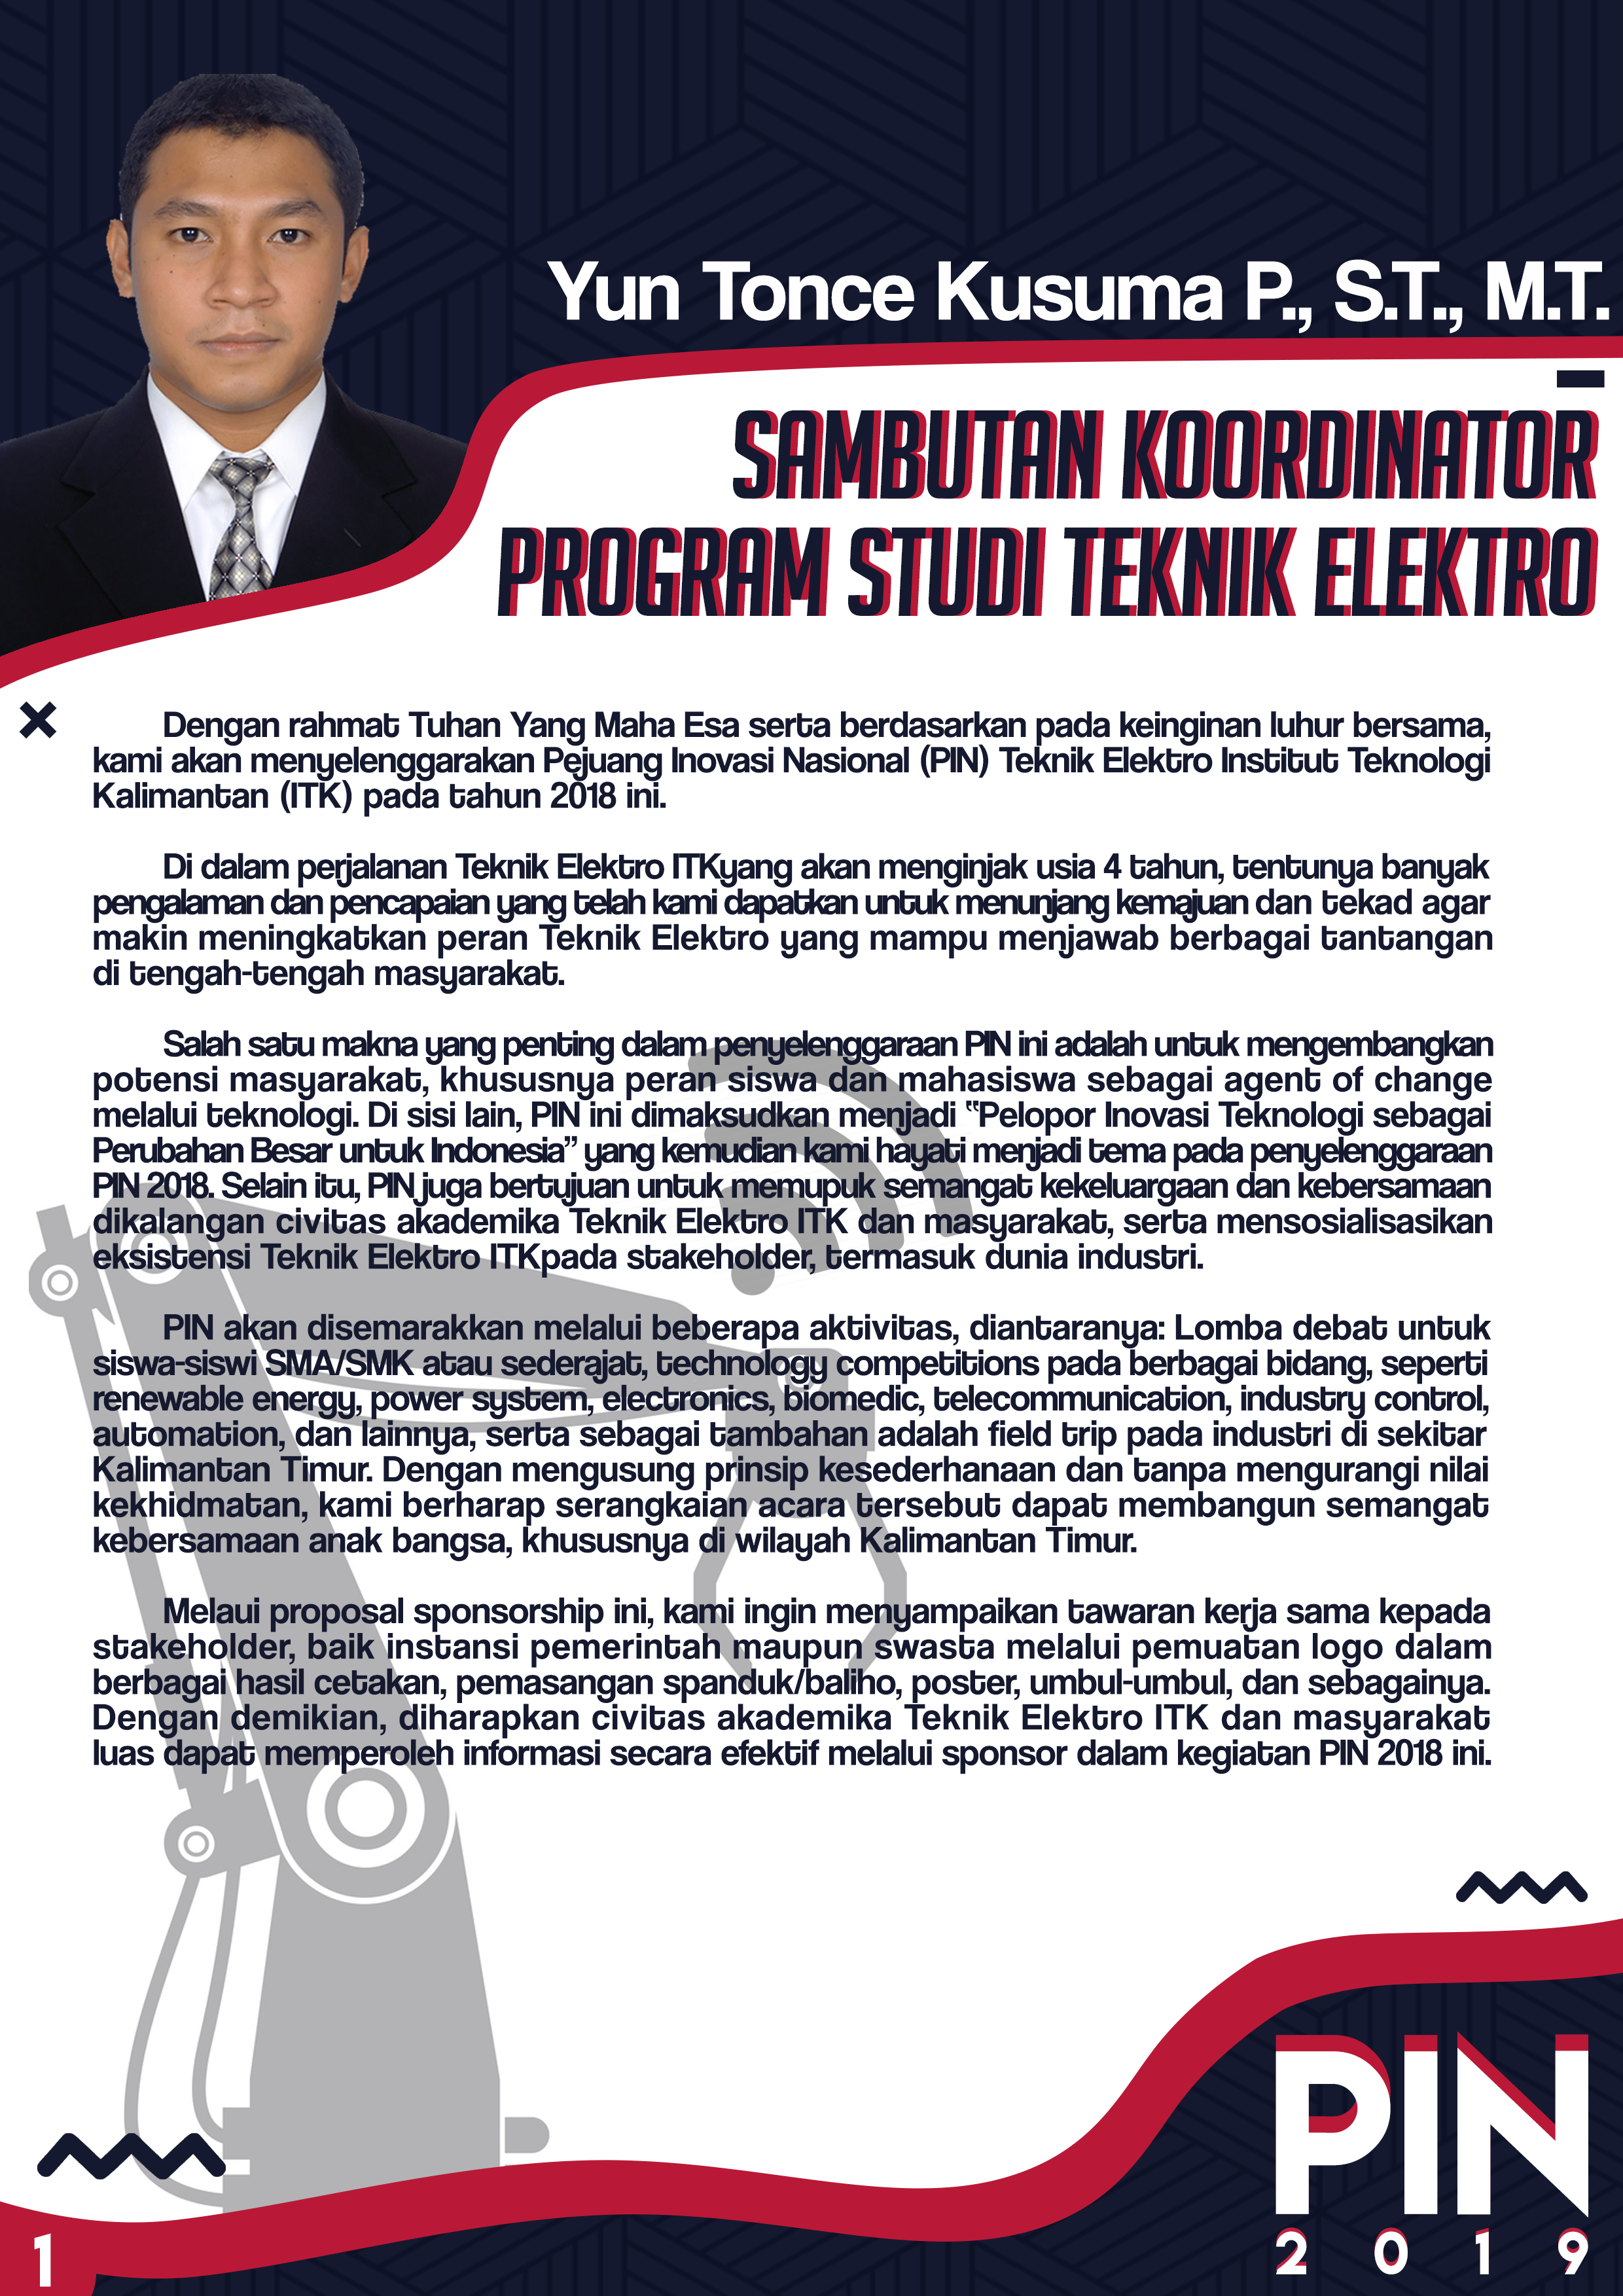 Yun Tonce Kusuma P., S.T., M.T.
SAMBUTAN KOORDINATOR
PROGRAM STUDI TEKNIK ELEKTRO
Dengan rahmat Tuhan Yang Maha Esa serta berdasarkan pada keinginan luhur bersama,
kami akan menyelenggarakan Pejuang Inovasi Nasional (PIN) Teknik Elektro Institut Teknologi
Kalimantan (ITK) pada tahun 2018 ini.
Di dalam perjalanan Teknik Elektro ITKyang akan menginjak usia 4 tahun, tentunya banyak
pengalaman dan pencapaian yang telah kami dapatkan untuk menunjang kemajuan dan tekad agar
makin meningkatkan peran Teknik Elektro yang mampu menjawab berbagai tantangan
di tengah-tengah masyarakat.
Salah satu makna yang penting dalam penyelenggaraan PIN ini adalah untuk mengembangkan
potensi masyarakat, khususnya peran siswa dan mahasiswa sebagai agent of change
melalui teknologi. Di sisi lain, PIN ini dimaksudkan menjadi “Pelopor Inovasi Teknologi sebagai
Perubahan Besar untuk Indonesia” yang kemudian kami hayati menjadi tema pada penyelenggaraan
PIN 2018. Selain itu, PIN juga bertujuan untuk memupuk semangat kekeluargaan dan kebersamaan
dikalangan civitas akademika Teknik Elektro ITK dan masyarakat, serta mensosialisasikan
eksistensi Teknik Elektro ITKpada stakeholder, termasuk dunia industri.
PIN akan disemarakkan melalui beberapa aktivitas, diantaranya: Lomba debat untuk
siswa-siswi SMA/SMK atau sederajat, technology competitions pada berbagai bidang, seperti
renewable energy, power system, electronics, biomedic, telecommunication, industry control,
automation, dan lainnya, serta sebagai tambahan adalah field trip pada industri di sekitar
Kalimantan Timur. Dengan mengusung prinsip kesederhanaan dan tanpa mengurangi nilai
kekhidmatan, kami berharap serangkaian acara tersebut dapat membangun semangat
kebersamaan anak bangsa, khususnya di wilayah Kalimantan Timur.
Melaui proposal sponsorship ini, kami ingin menyampaikan tawaran kerja sama kepada
stakeholder, baik instansi pemerintah maupun swasta melalui pemuatan logo dalam
berbagai hasil cetakan, pemasangan spanduk/baliho, poster, umbul-umbul, dan sebagainya.
Dengan demikian, diharapkan civitas akademika Teknik Elektro ITK dan masyarakat
luas dapat memperoleh informasi secara efektif melalui sponsor dalam kegiatan PIN 2018 ini.
PIN
2019
1